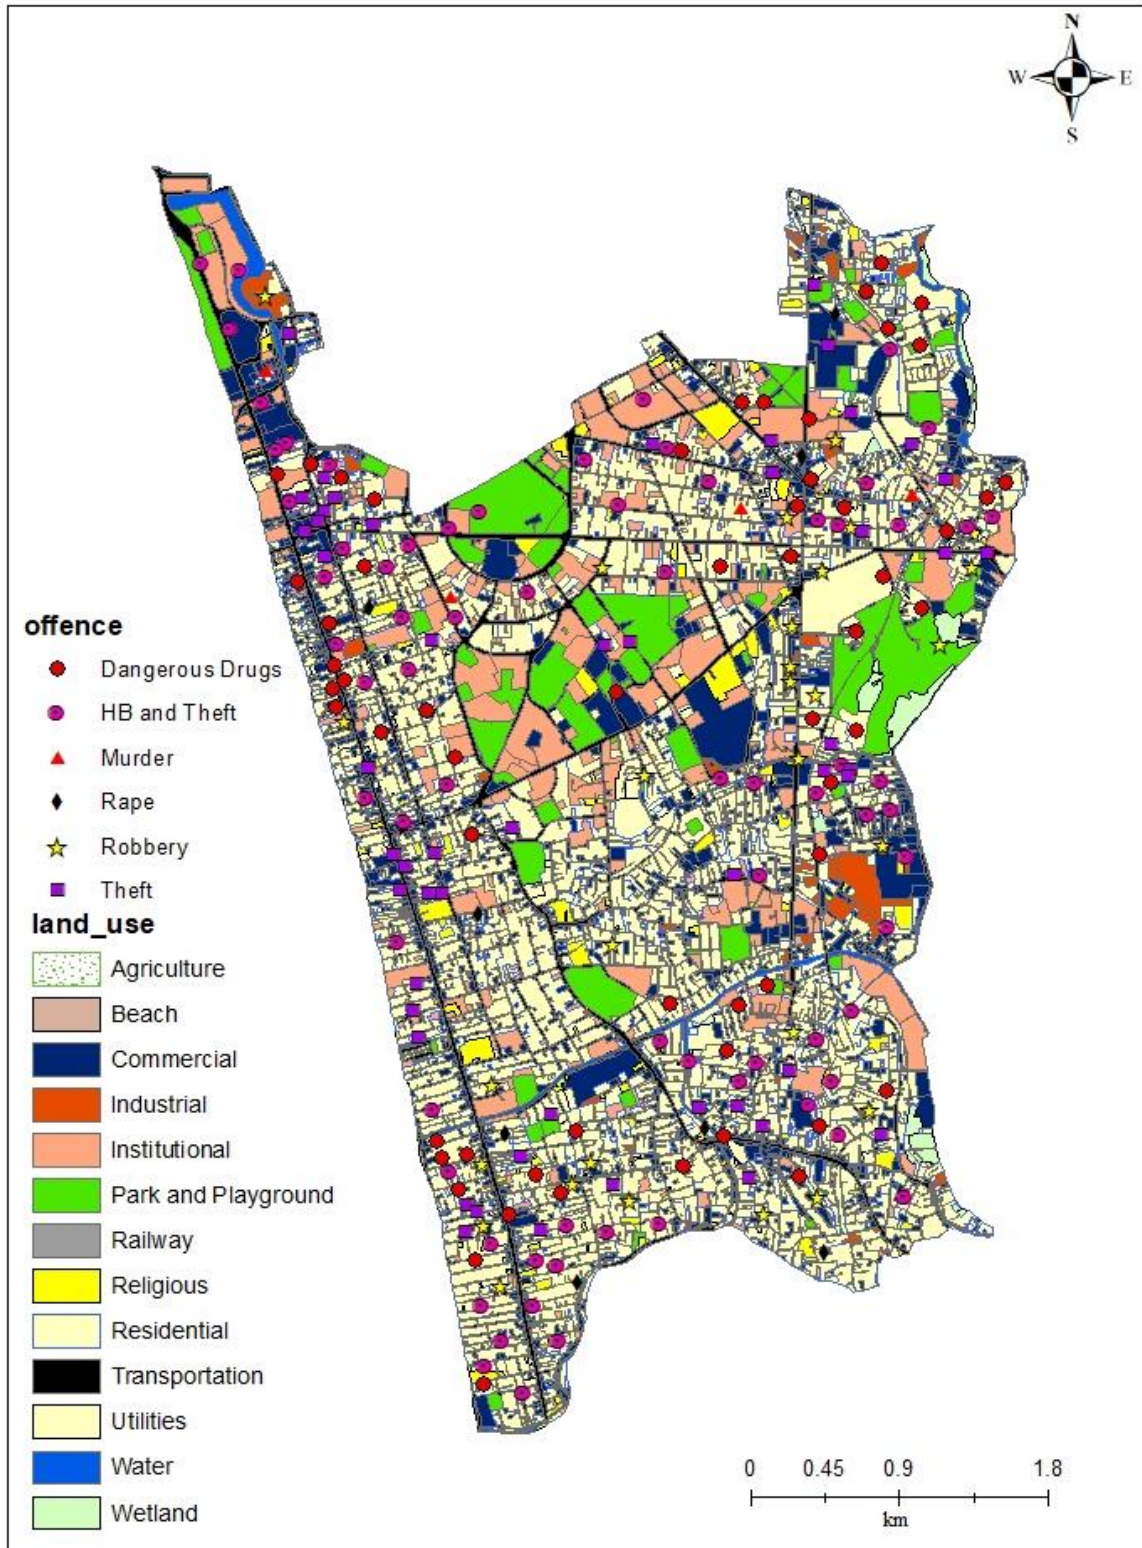 N
W E
S
offence
Dangerous Drugs
HB and Theft
Murder
Rape
Robbery
Theft
land_use
Agriculture
Beach
Commercial
Industrial
Institutional
Park and Playground
Railway
Religious
Residential
Transportation
Utilities
Water
Wetland
0 0.45 0.9 1.8
km